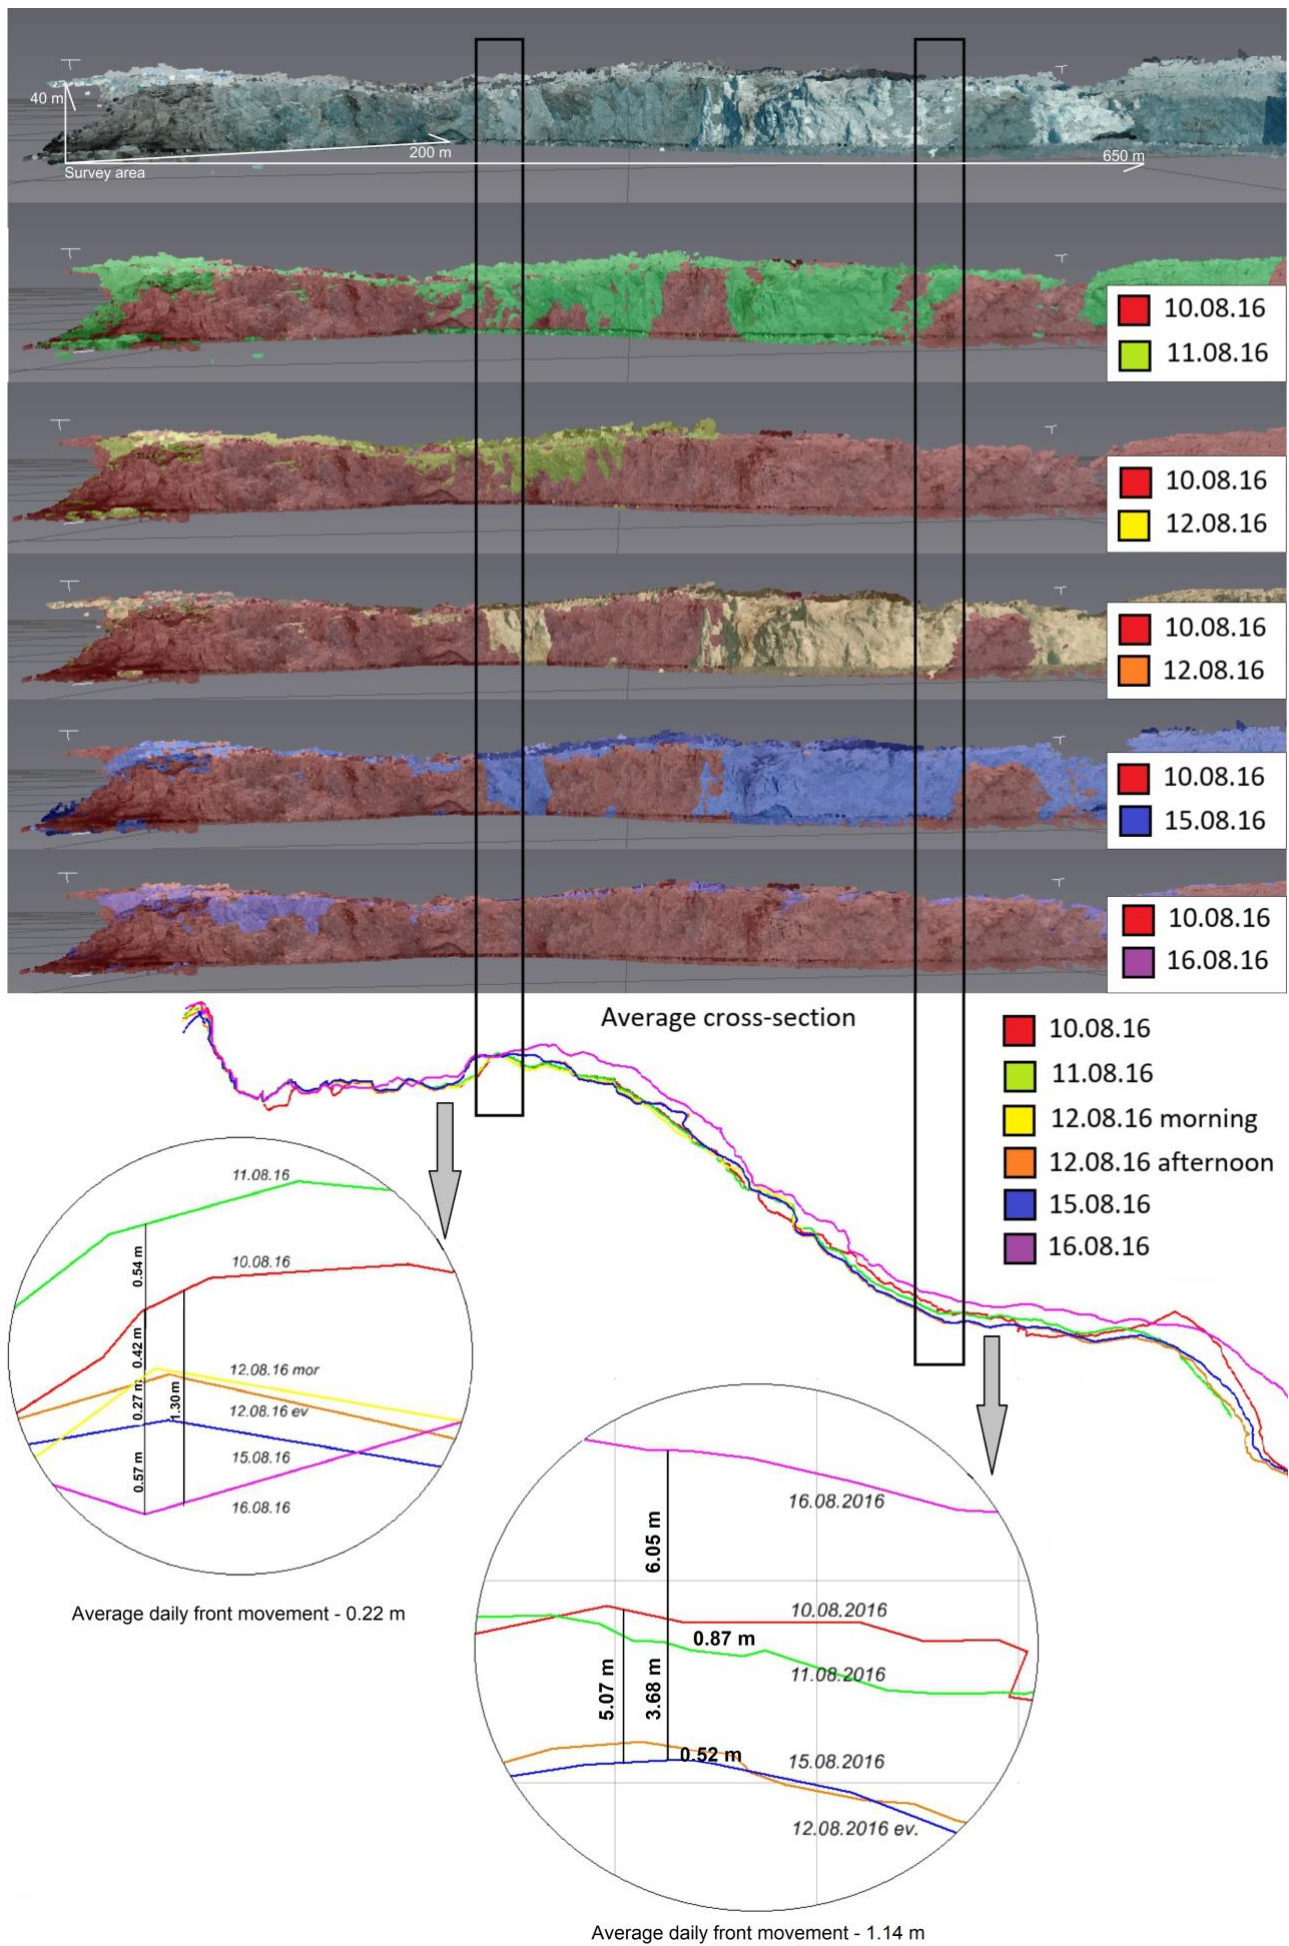 40 m
200 m
650 m
Survey area
10.08.16
11.08.16
10.08.16
12.08.16
10.08.16
12.08.16
10.08.16
15.08.16
10.08.16
16.08.16
Average cross-section
10.08.16
11.08.16
12.08.16 morning
12.08.16 afternoon
15.08.16
16.08.16
11.08.16
0.54 m
10.08.16
0.42 m
12.08.16 mor
0.27 m
1.30 m
12.08.16 ev
15.08.16
0.57 m
16.08.16
Average daily front movement - 0.22 m
16.08.2016
6.05 m
10.08.2016
0.87 m
11.08.2016
5.07 m
3.68 m
0.52 m
15.08.2016
12.08.2016 ev.
Average daily front movement - 1.14 m